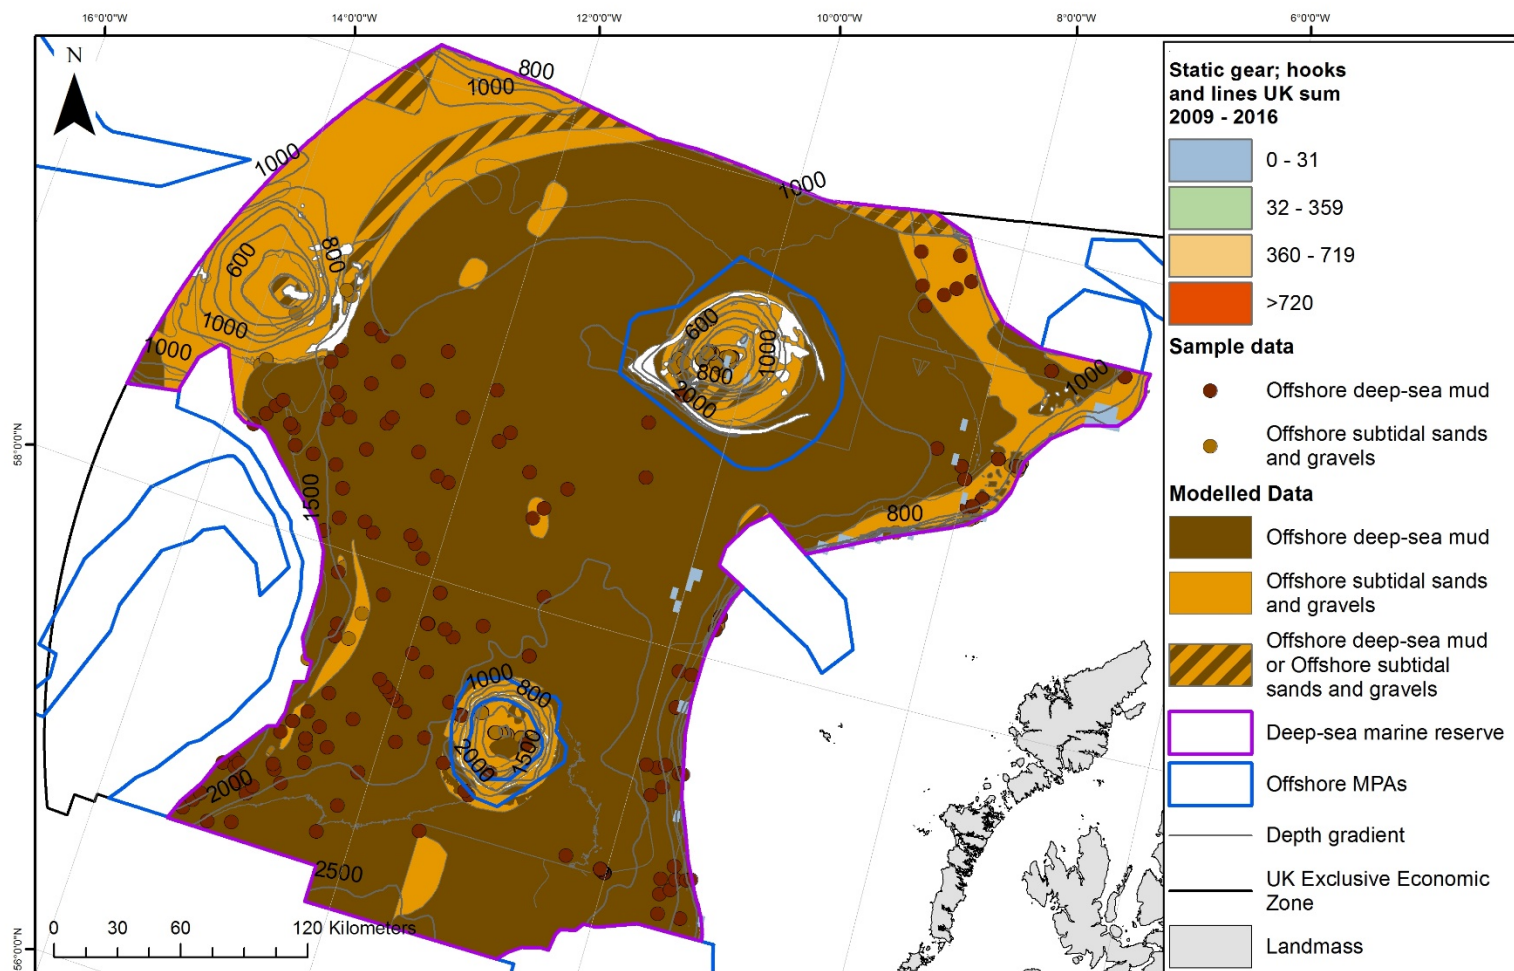 16°0'0"W
14°0'0"W
12°0'0"W
10°0'0"W
8°0'0"W
6°0'0"W
N
800
1000
1000
1000
600
800
1000
1000
600
1000
800
2000
1000
58°0'0"N
1500
800
1000
800
2000
1500
2000
2500
0 30 60 120 Kilometers
56°0'0"N
Static gear; hooks
and lines UK sum
2009 - 2016
0 - 31
32 - 359
360 - 719
>720
Sample data
Offshore deep-sea mud
Offshore subtidal sands
and gravels
Modelled Data
Offshore deep-sea mud
Offshore subtidal sands
and gravels
Offshore deep-sea mud
or Offshore subtidal
sands and gravels
Deep-sea marine reserve
Offshore MPAs
Depth gradient
UK Exclusive Economic
Zone
Landmass